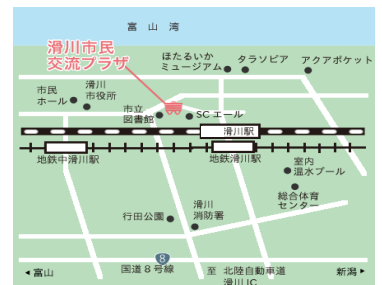 富山湾
滑川市民
交流プラザ
ほたるいか
ミュージアム
タラソピア
アクアポケット
市民
ホール
滑川
市役所
市立
図書館
SC エール
滑川駅
地鉄中滑川駅
地鉄滑川駅
室内
温水プール
総合体育
センター
行田公園
滑川
消防署
8
国道8号線
至 北陸自動車道
滑川IC
富山
新潟